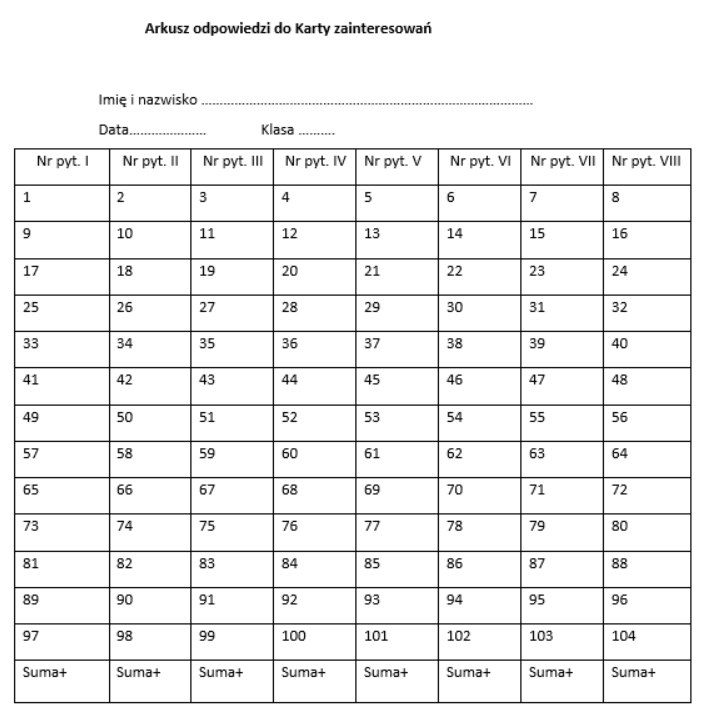 Arkusz odpowiedzi do Karty zainteresowań
Imię i nazwisko ..........................................................................................
Data..................... Klasa ..........
Nr pyt. I Nr pyt. II Nr pyt. III Nr pyt. IV Nr pyt. V Nr pyt. VI Nr pyt. VII Nr pyt. VIII
1 2 3 4 5 6 7 8
9 10 11 12 13 14 15 16
17 18 19 20 21 22 23 24
25 26 27 28 29 30 31 32
33 34 35 36 37 38 39 40
41 42 43 44 45 46 47 48
49 50 51 52 53 54 55 56
57 58 59 60 61 62 63 64
65 66 67 68 69 70 71 72
73 74 75 76 77 78 79 80
81 82 83 84 85 86 87 88
89 90 91 92 93 94 95 96
97 98 99 100 101 102 103 104
Suma+ Suma+ Suma+ Suma+ Suma+ Suma+ Suma+ Suma+